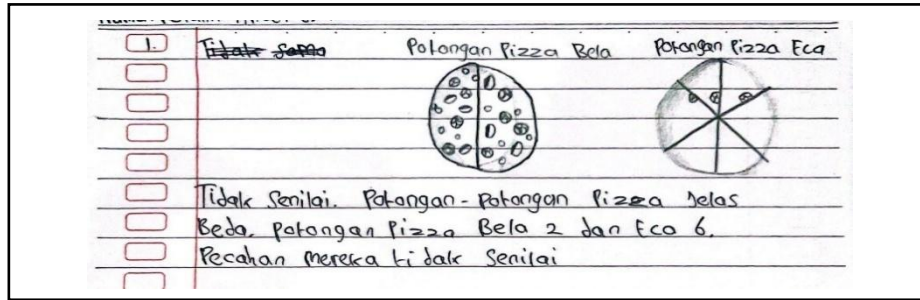 1. ~~Tidak sama~~ Potongan Pizza Bela Potongan Pizza Eca
Tidak Senilai. Potongan-potongan Pizza Jelas
Beda. potongan Pizza Bela 2 dan Eca 6.
Pecahan mereka tidak Senilai